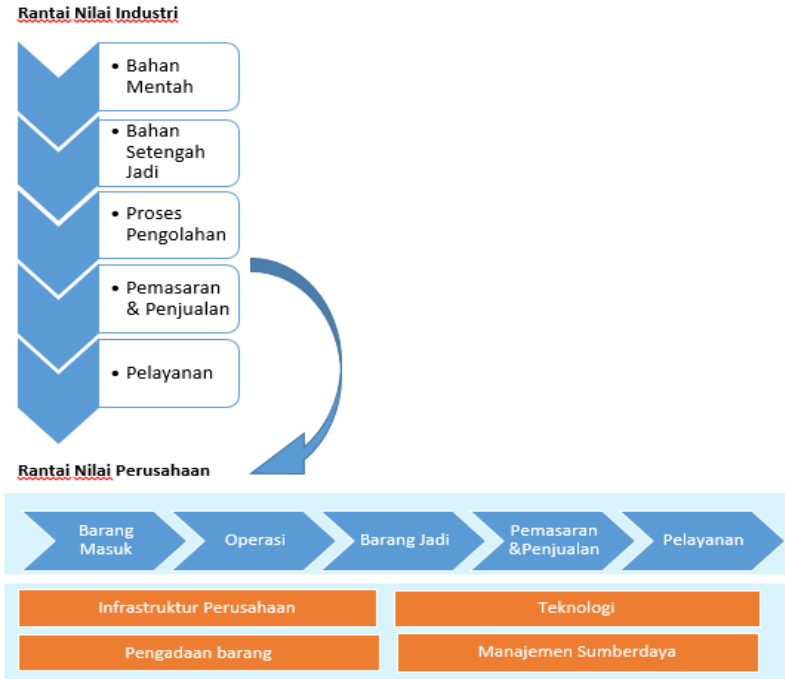 Rantai Nilai Industri
• Bahan
Mentah
• Bahan
Setengah
Jadi
• Proses
Pengolahan
• Pemasaran
& Penjualan
• Pelayanan
Rantai Nilai Perusahaan
Barang
Masuk
Operasi
Barang Jadi
Pemasaran
&Penjualan
Pelayanan
Infrastruktur Perusahaan
Teknologi
Pengadaan barang
Manajemen Sumberdaya